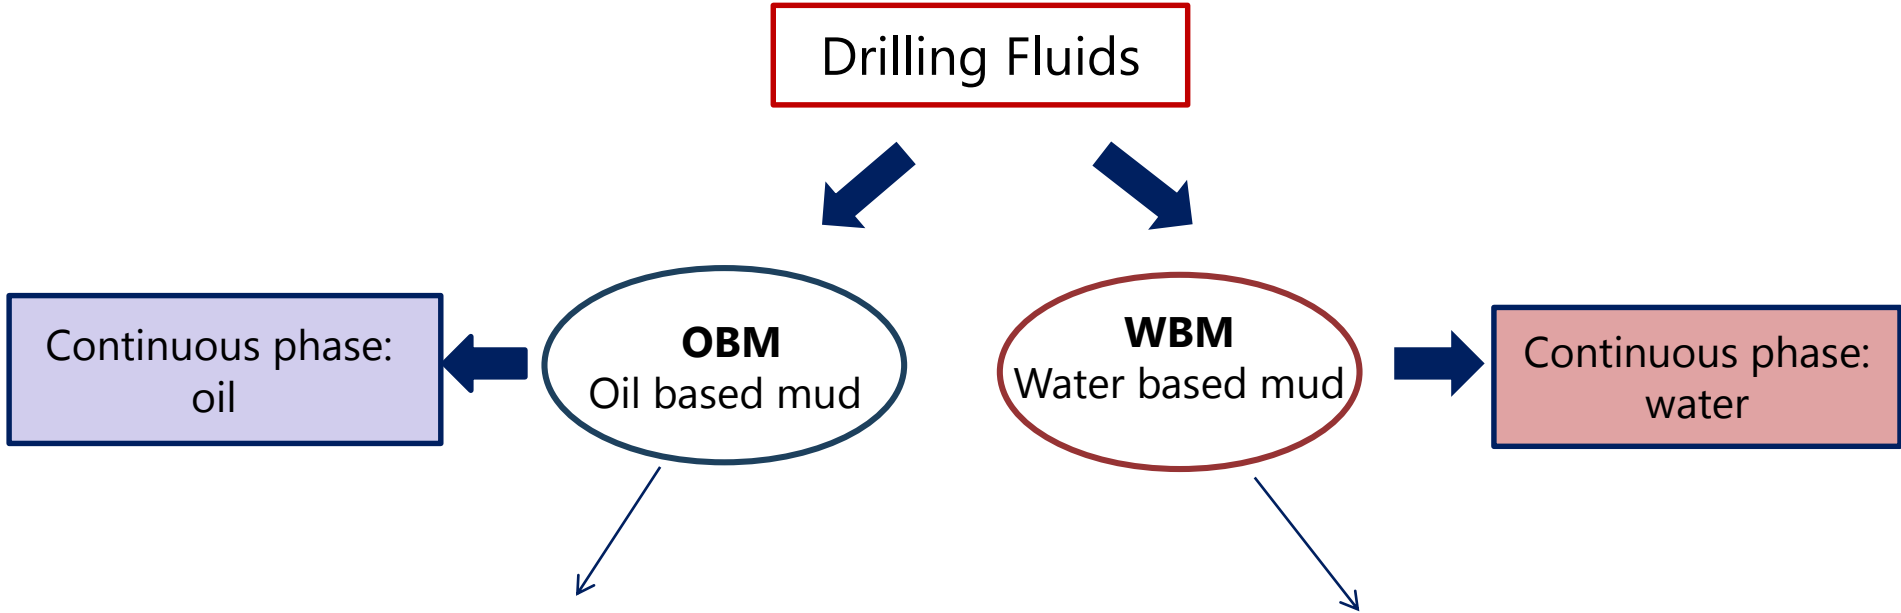 Drilling Fluids
Continuous phase:
oil
OBM
Oil based mud
WBM
Water based mud
Continuous phase:
water